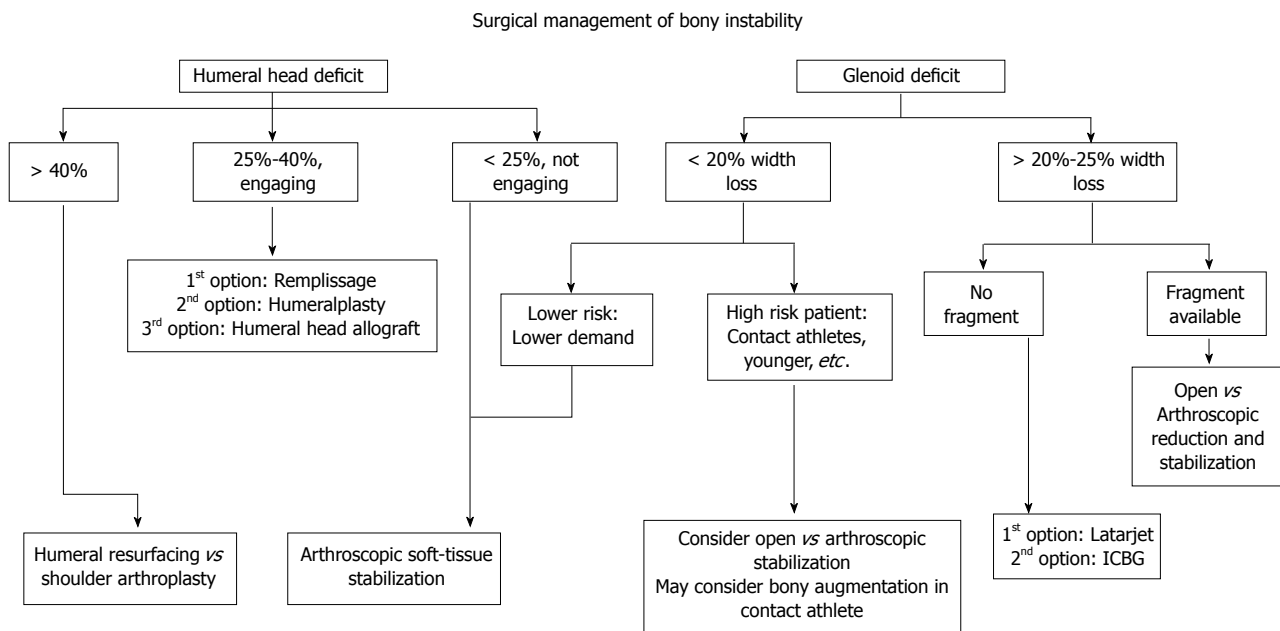 Surgical management of bony instability
Humeral head deficit
Glenoid deficit
> 40%
25%-40%,
engaging
< 25%, not
engaging
< 20% width
loss
> 20%-25% width
loss
1st option: Remplissage
2nd option: Humeralplasty
3rd option: Humeral head allograft
Lower risk:
Lower demand
High risk patient:
Contact athletes,
younger, etc.
No
fragment
Fragment
available
Open vs
Arthroscopic
reduction and
stabilization
Humeral resurfacing vs
shoulder arthroplasty
Arthroscopic soft-tissue
stabilization
Consider open vs arthroscopic
stabilization
May consider bony augmentation in
contact athlete
1st option: Latarjet
2nd option: ICBG